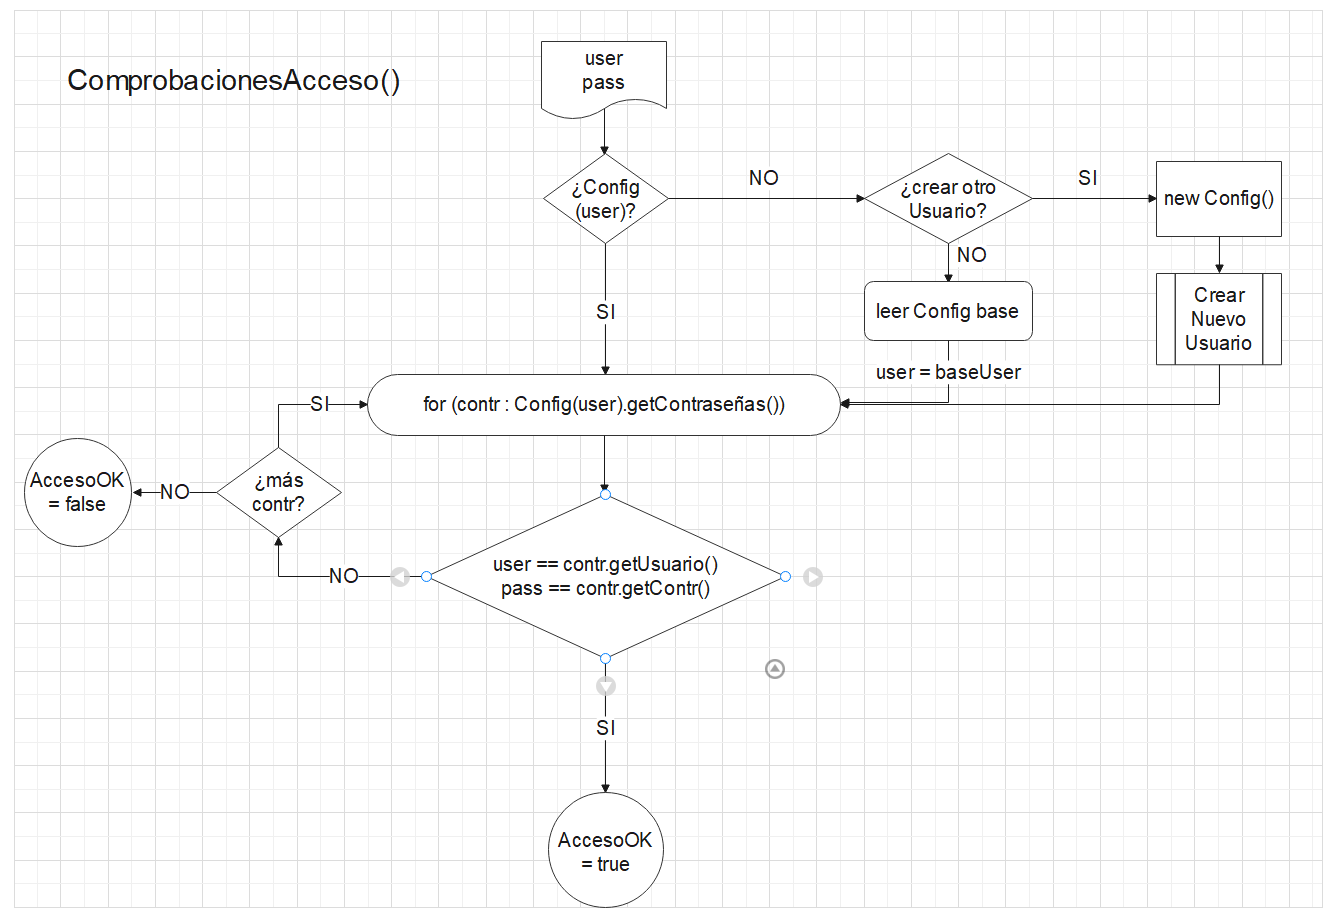 ComprobacionesAcceso()
user
pass
¿Config
(user)?
NO
¿crear otro
Usuario?
SI
new Config()
NO
SI
leer Config base
Crear
Nuevo
Usuario
user = baseUser
for (contr : Config(user).getContraseñas())
SI
¿más
contr?
NO
AccesoOK
= false
user == contr.getUsuario()
pass == contr.getContr()
NO
SI
AccesoOK
= true